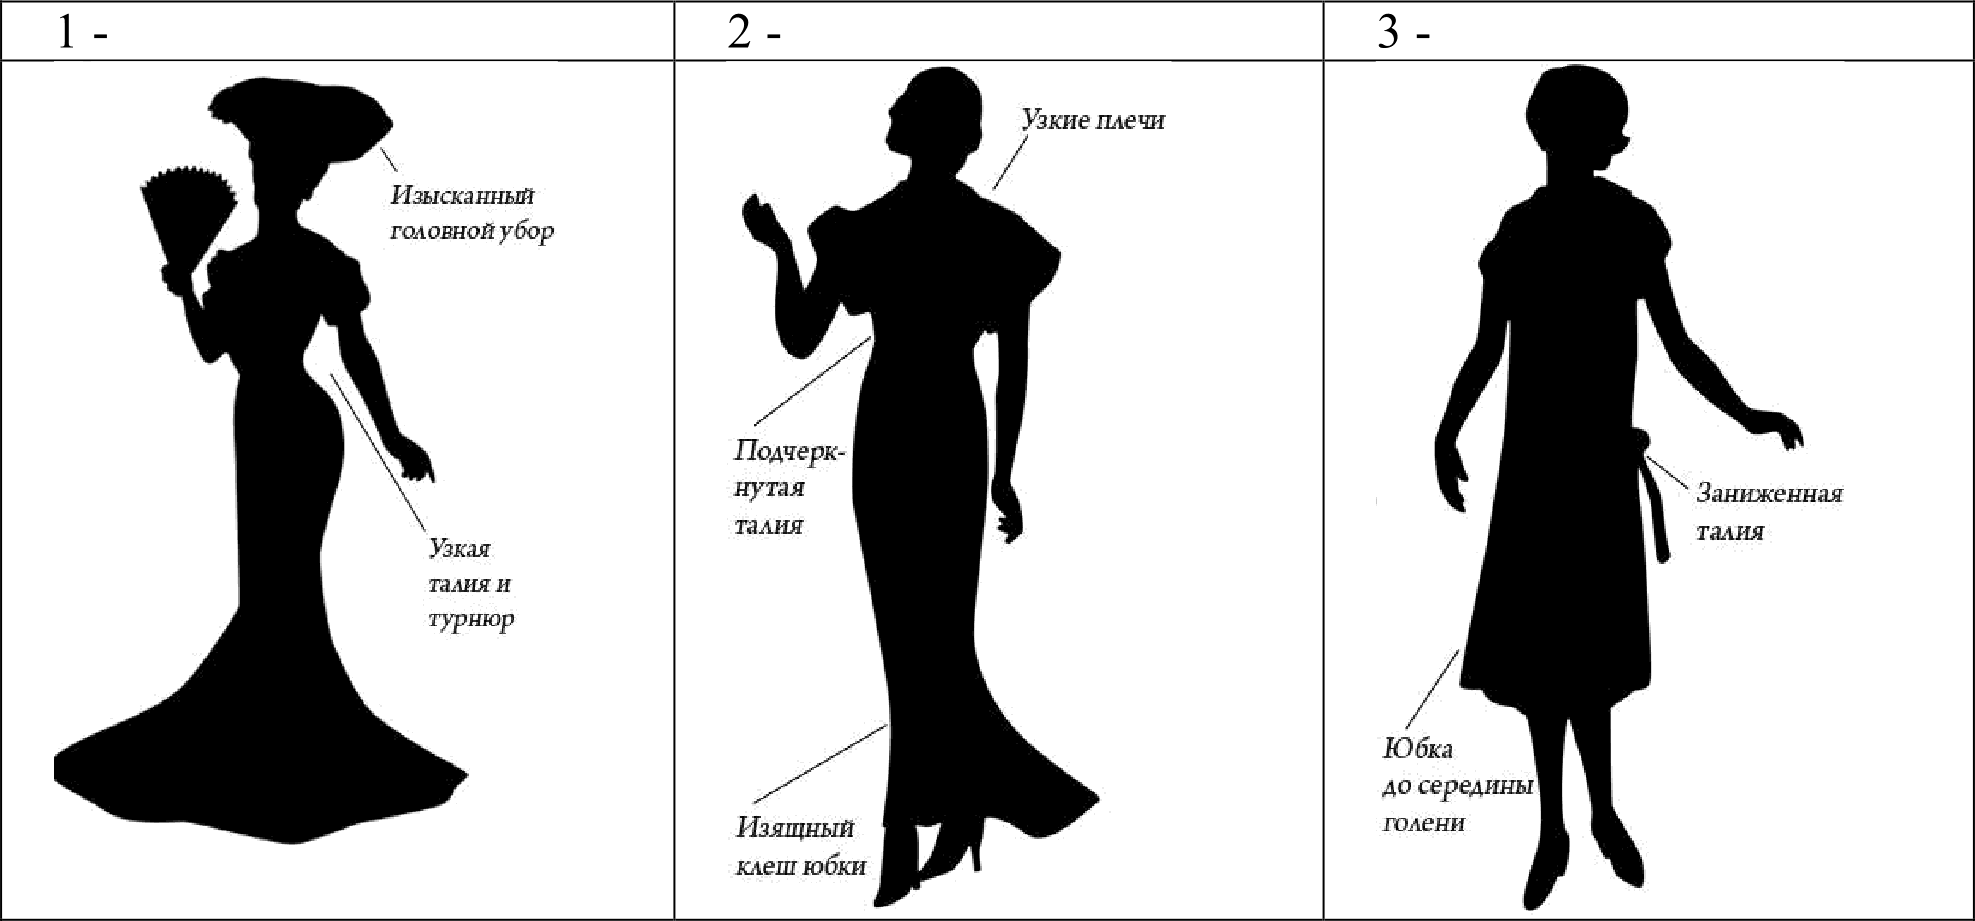 1 -
2 -
3 -
Изысканный
головной убор
Узкая
талия и
турнюр
Узкие плечи
Подчерк-
нутая
талия
Изящный
клеш юбки
Заниженная
талия
Юбка
до середины
голени